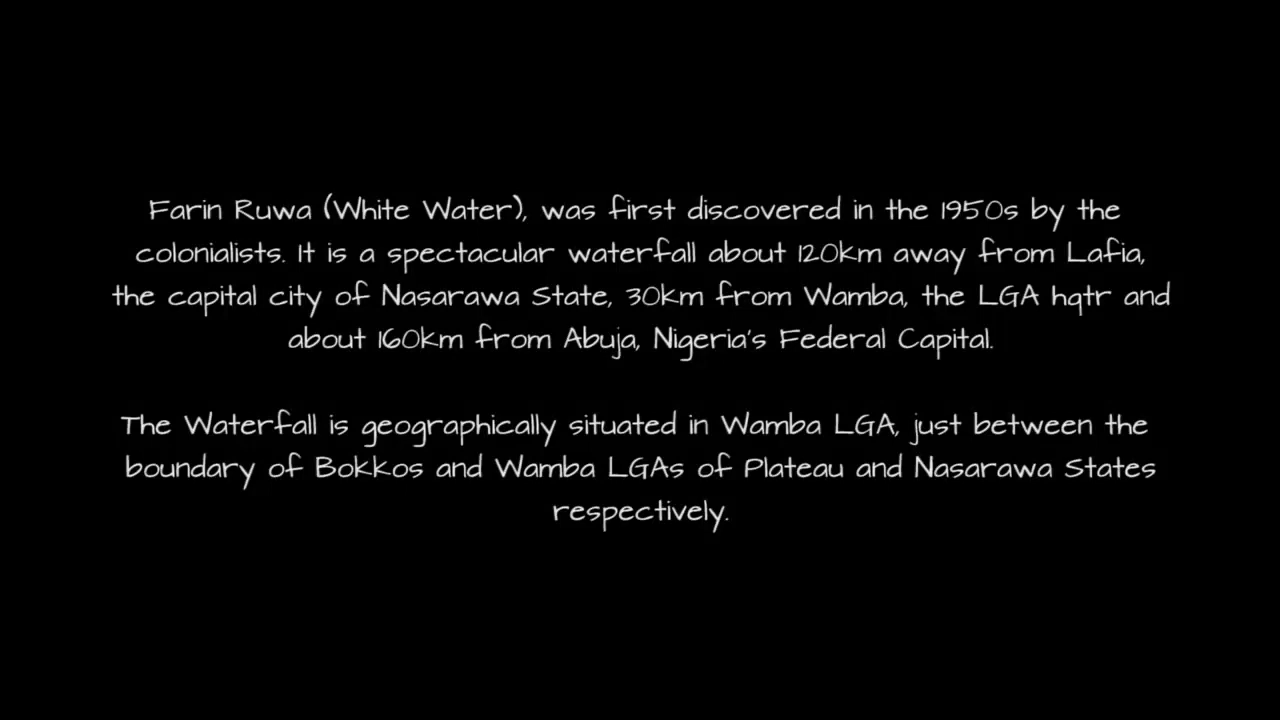 Farin Ruwa (White Water), was first discovered in the 1950s by the
colonialists. It is a spectacular waterfall about 120km away from Lafia,
the capital city of Nasarawa State, 30km from Wamba, the LGA hqtr and
about 160km from Abuja, Nigeria's Federal Capital.
The Waterfall is geographically situated in Wamba LGA, just between the
boundary of Bokkos and Wamba LGAs of Plateau and Nasarawa States
respectively.